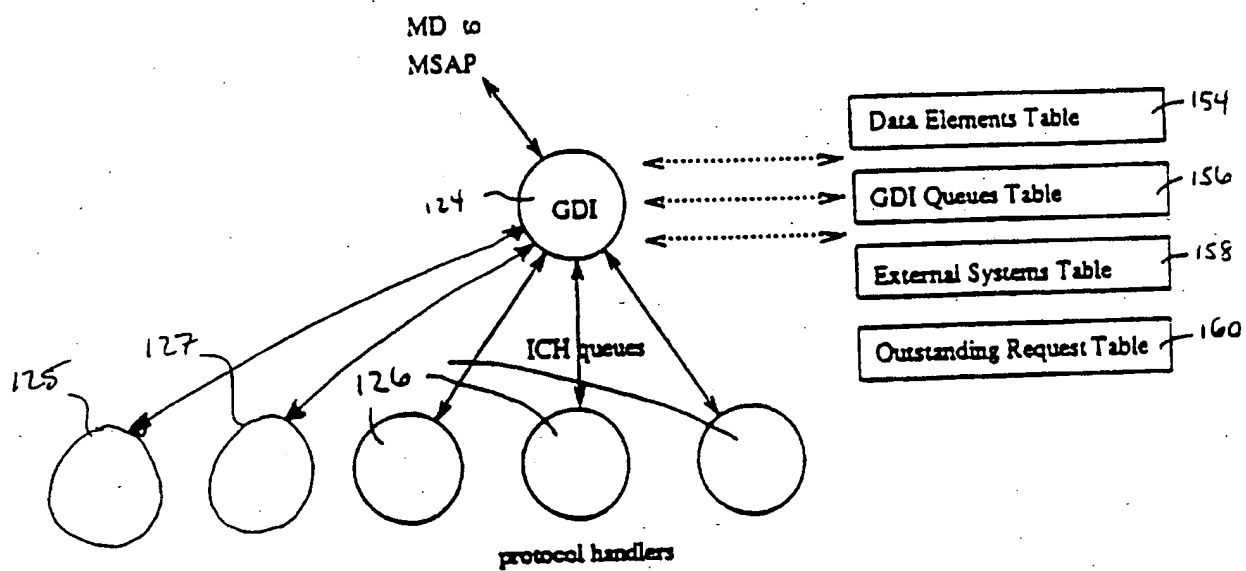 MD to
MSAP
Data Elements Table
154
124
GDI
GDI Queues Table
156
External Systems Table
158
ICH queues
Outstanding Request Table
160
125
127
126
protocol handlers